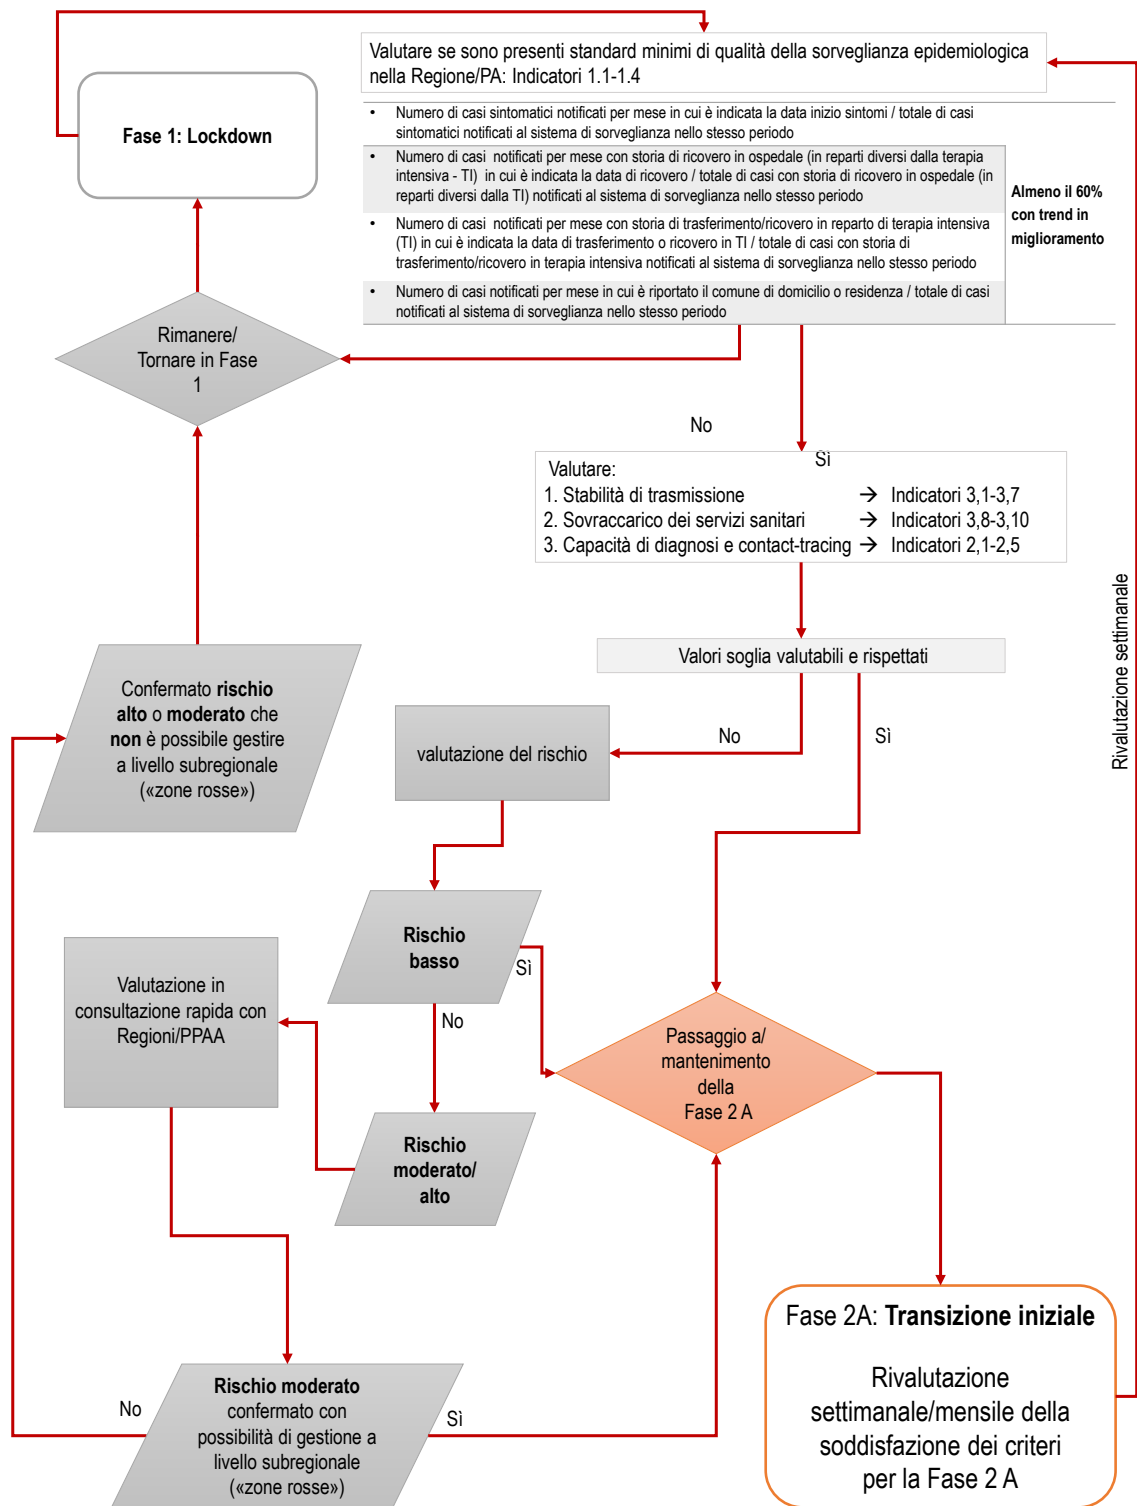 Valutare se sono presenti standard minimi di qualità della sorveglianza epidemiologica
nella Regione/PA: Indicatori 1.1-1.4
Fase 1: Lockdown
• Numero di casi sintomatici notificati per mese in cui è indicata la data inizio sintomi / totale di casi
sintomatici notificati al sistema di sorveglianza nello stesso periodo
• Numero di casi notificati per mese con storia di ricovero in ospedale (in reparti diversi dalla terapia
intensiva - TI) in cui è indicata la data di ricovero / totale di casi con storia di ricovero in ospedale (in
reparti diversi dalla TI) notificati al sistema di sorveglianza nello stesso periodo
• Numero di casi notificati per mese con storia di trasferimento/ricovero in reparto di terapia intensiva
(TI) in cui è indicata la data di trasferimento o ricovero in TI / totale di casi con storia di
trasferimento/ricovero in terapia intensiva notificati al sistema di sorveglianza nello stesso periodo
• Numero di casi notificati per mese in cui è riportato il comune di domicilio o residenza / totale di casi
notificati al sistema di sorveglianza nello stesso periodo
Almeno il 60%
con trend in
miglioramento
Rimanere/
Tornare in Fase
1
No
Sì
Valutare:
1. Stabilità di trasmissione → Indicatori 3,1-3,7
2. Sovraccarico dei servizi sanitari → Indicatori 3,8-3,10
3. Capacità di diagnosi e contact-tracing → Indicatori 2,1-2,5
Rivalutazione settimanale
Valori soglia valutabili e rispettati
Confermato rischio
alto o moderato che
non è possibile gestire
a livello subregionale
(«zone rosse»)
valutazione del rischio
No
Sì
Rischio
basso
Sì
No
Valutazione in
consultazione rapida con
Regioni/PPAA
Passaggio a/
mantenimento
della
Fase 2 A
Rischio
moderato/
alto
Fase 2A: Transizione iniziale
Rivalutazione
settimanale/mensile della
soddisfazione dei criteri
per la Fase 2 A
Rischio moderato
confermato con
possibilità di gestione a
livello subregionale
(«zone rosse»)
No
Sì